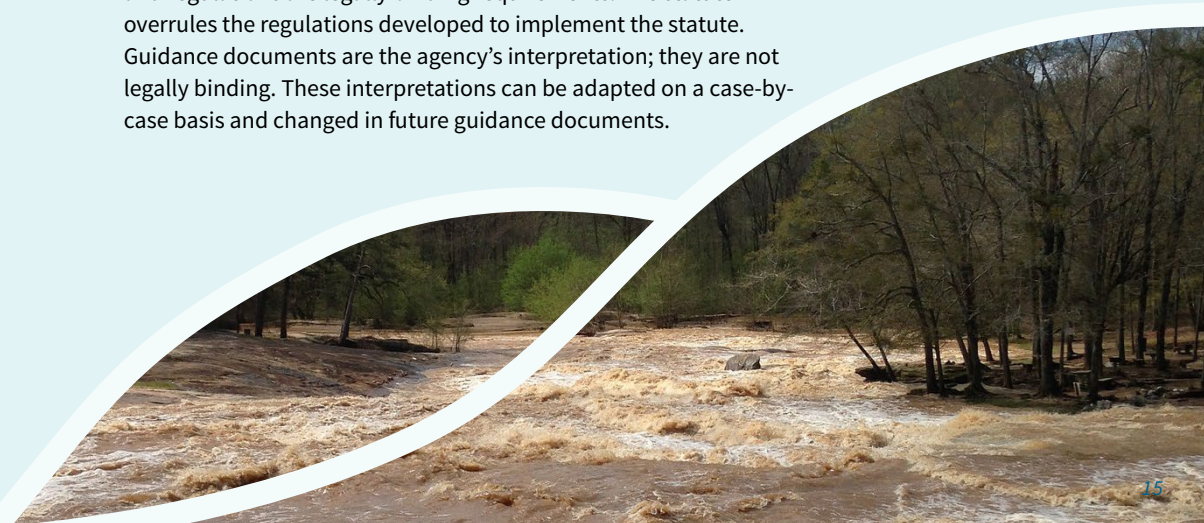 overrules the regulations developed to implement the statute.
Guidance documents are the agency’s interpretation; they are not
legally binding. These interpretations can be adapted on a case-by-
case basis and changed in future guidance documents.
15